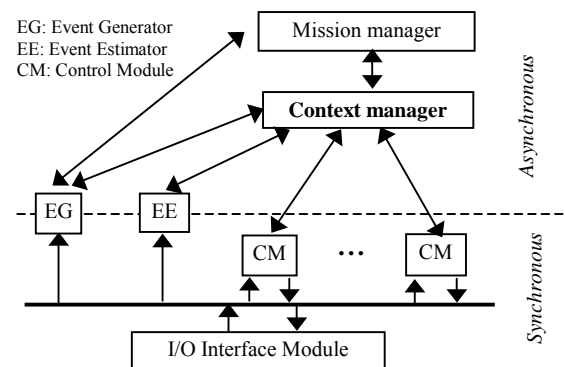 EG: Event Generator
EE: Event Estimator
CM: Control Module
Mission manager
Context manager
Asynchronous
EG
EE
CM
...
CM
Synchronous
I/O Interface Module